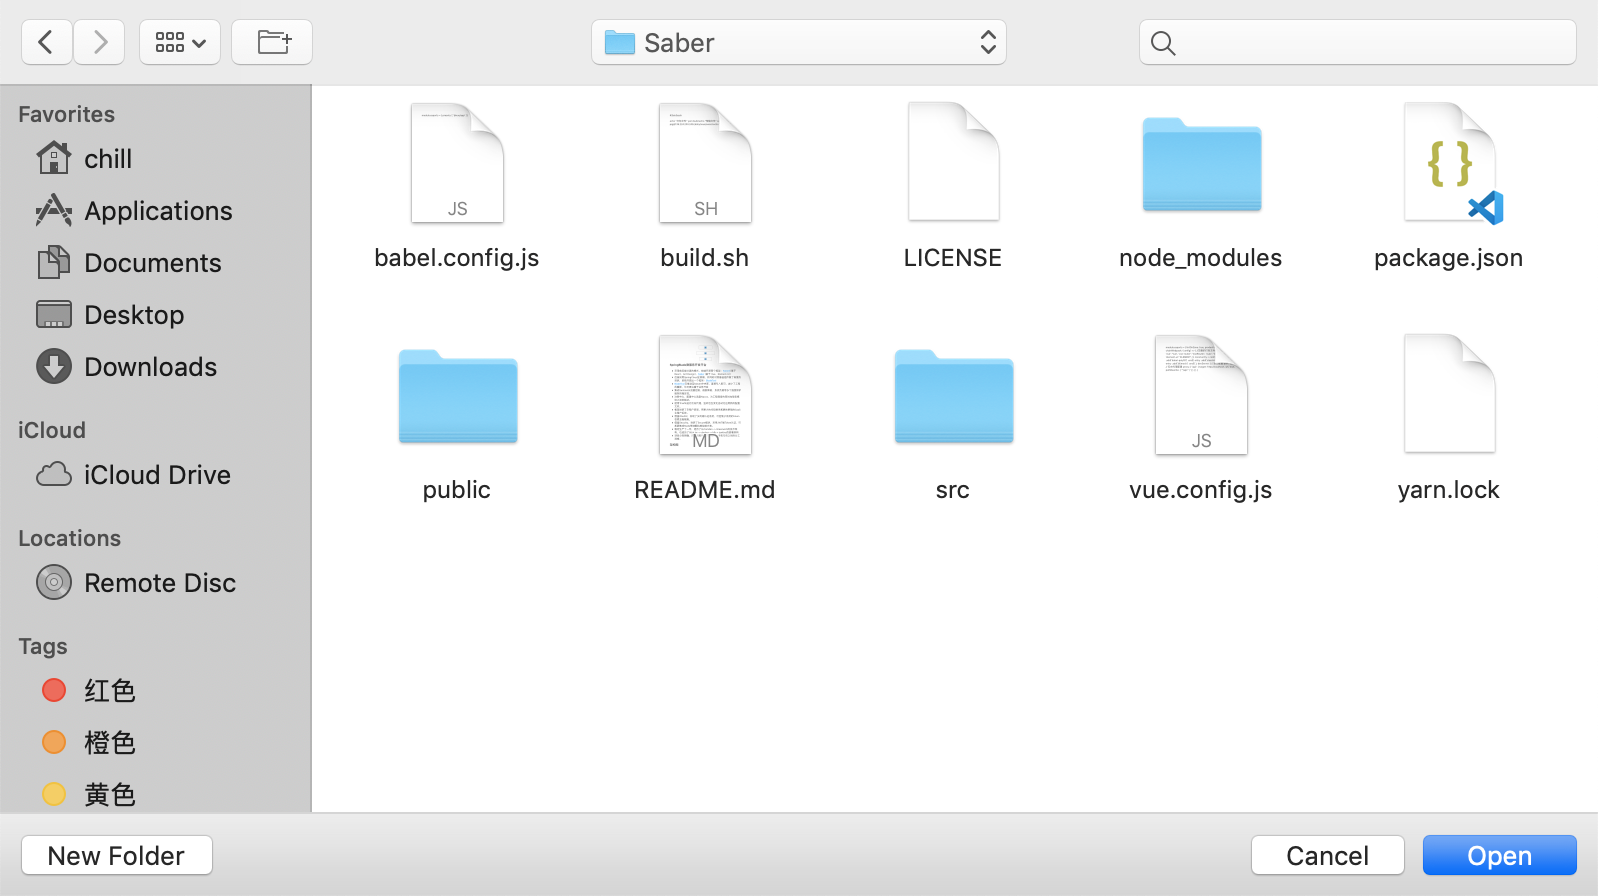 Saber
Favorites
chill
Applications
Documents
Desktop
Downloads
iCloud
iCloud Drive
Locations
Remote Disc
Tags
红色
橙色
黄色
JS
babel.config.js
SH
build.sh
LICENSE
node_modules
{ }
package.json
public
MD
README.md
src
JS
vue.config.js
yarn.lock
New Folder
Cancel
Open